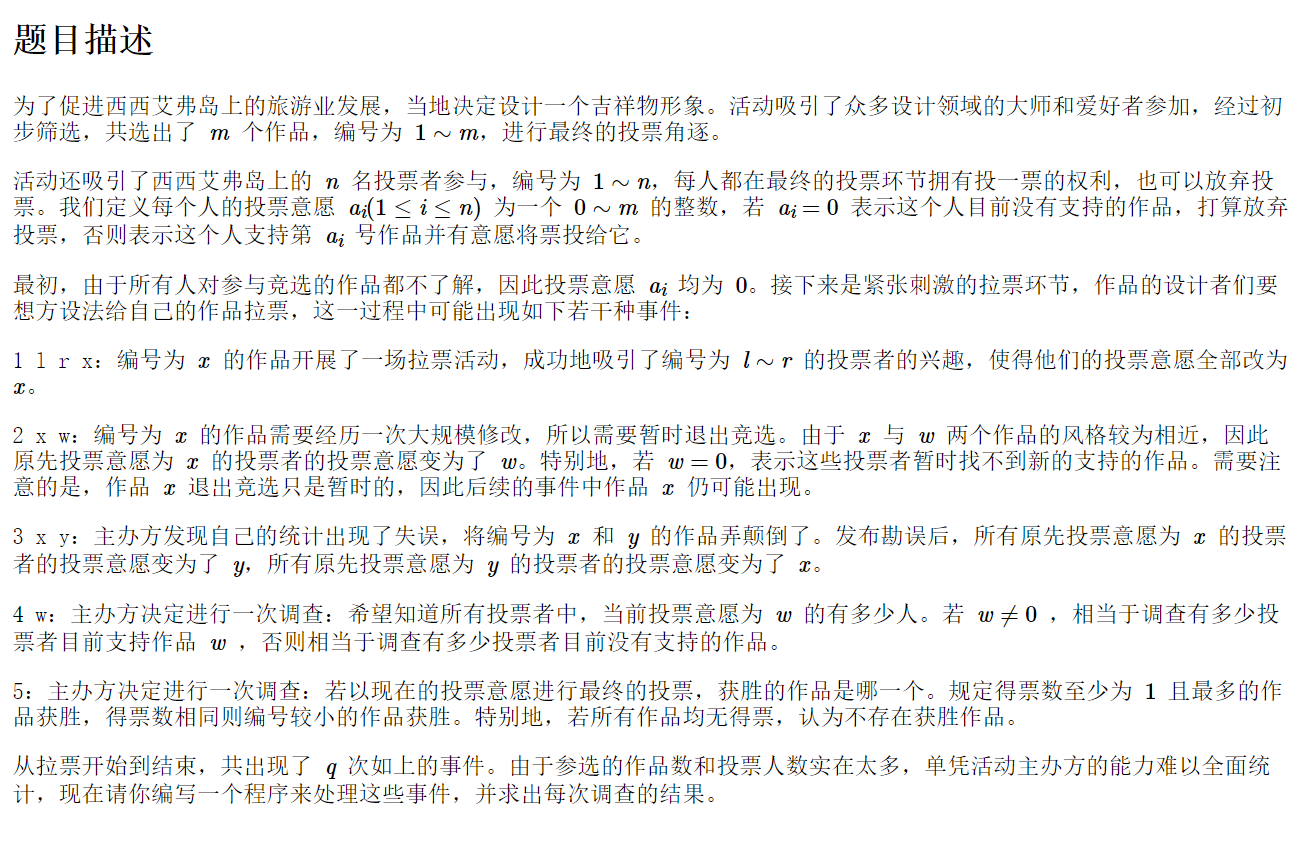 题目描述
为了促进西西艾弗岛上的旅游业发展，当地决定设计一个吉祥物形象。活动吸引了众多设计领域的大师和爱好者参加，经过初
步筛选，共选出了 m 个作品，编号为 1 ∼ m，进行最终的投票角逐。
活动还吸引了西西艾弗岛上的 n 名投票者参与，编号为 1 ∼ n，每人都在最终的投票环节拥有投一票的权利，也可以放弃投
票。我们定义每个人的投票意愿 aᵢ(1 ≤ i ≤ n) 为一个 0 ∼ m 的整数，若 aᵢ = 0 表示这个人目前没有支持的作品，打算放弃
投票，否则表示这个人支持第 aᵢ 号作品并有意愿将票投给它。
最初，由于所有人对参与竞选的作品都不了解，因此投票意愿 aᵢ 均为 0。接下来是紧张刺激的拉票环节，作品的设计者们要
想方设法给自己的作品拉票，这一过程中可能出现如下若干种事件：
1 l r x：编号为 x 的作品开展了一场拉票活动，成功地吸引了编号为 l ∼ r 的投票者的兴趣，使得他们的投票意愿全部改为
x。
2 x w：编号为 x 的作品需要经历一次大规模修改，所以需要暂时退出竞选。由于 x 与 w 两个作品的风格较为相近，因此
原先投票意愿为 x 的投票者的投票意愿变为了 w。特别地，若 w = 0，表示这些投票者暂时找不到新的支持的作品。需要注
意的是，作品 x 退出竞选只是暂时的，因此后续的事件中作品 x 仍可能出现。
3 x y：主办方发现自己的统计出现了失误，将编号为 x 和 y 的作品弄颠倒了。发布勘误后，所有原先投票意愿为 x 的投票
者的投票意愿变为了 y，所有原先投票意愿为 y 的投票者的投票意愿变为了 x。
4 w：主办方决定进行一次调查：希望知道所有投票者中，当前投票意愿为 w 的有多少人。若 w ≠ 0 ，相当于调查有多少投
票者目前支持作品 w ，否则相当于调查有多少投票者目前没有支持的作品。
5：主办方决定进行一次调查：若以现在的投票意愿进行最终的投票，获胜的作品是哪一个。规定得票数至少为 1 且最多的作
品获胜，得票数相同则编号较小的作品获胜。特别地，若所有作品均无得票，认为不存在获胜作品。
从拉票开始到结束，共出现了 q 次如上的事件。由于参选的作品数和投票人数实在太多，单凭活动主办方的能力难以全面统
计，现在请你编写一个程序来处理这些事件，并求出每次调查的结果。